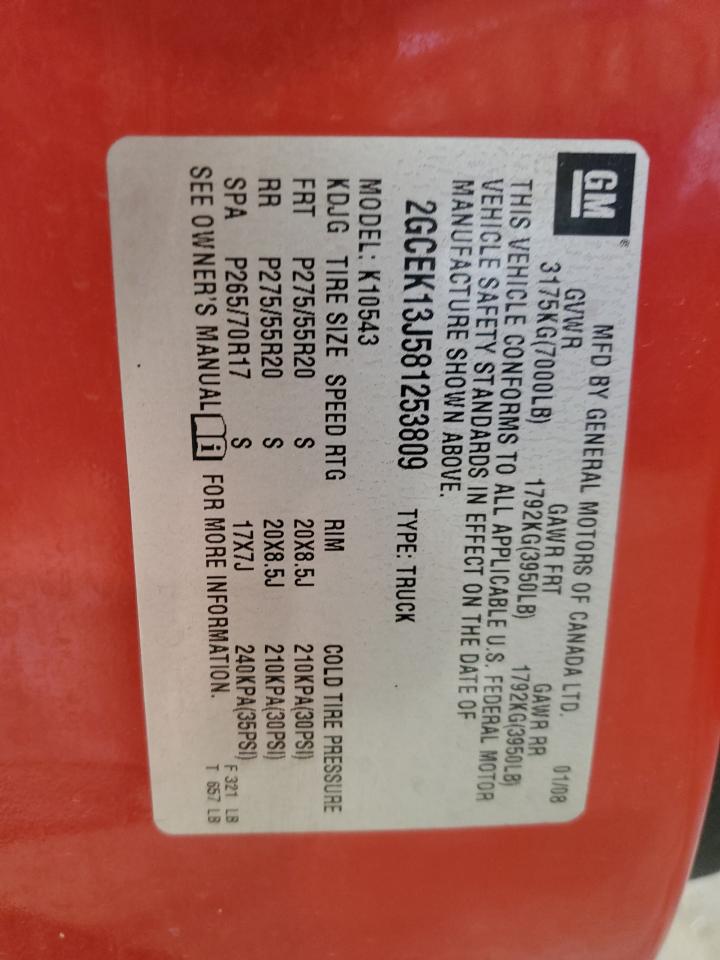 GM®
MFD BY GENERAL MOTORS OF CANADA LTD. 01/08
GVWR GAWR FRT GAWR RR
3175KG(7000LB) 1792KG(3950LB) 1792KG(3950LB)
THIS VEHICLE CONFORMS TO ALL APPLICABLE U.S. FEDERAL MOTOR
VEHICLE SAFETY STANDARDS IN EFFECT ON THE DATE OF
MANUFACTURE SHOWN ABOVE.
2GCEK13J581253809 TYPE: TRUCK
MODEL: K10543
KDJG TIRE SIZE SPEED RTG RIM COLD TIRE PRESSURE
FRT P275/55R20 S 20X8.5J 210KPA(30PSI)
RR P275/55R20 S 20X8.5J 210KPA(30PSI)
SPA P265/70R17 S 17X7J 240KPA(35PSI) F 321 LB
SEE OWNER'S MANUAL i FOR MORE INFORMATION. T 657 LB